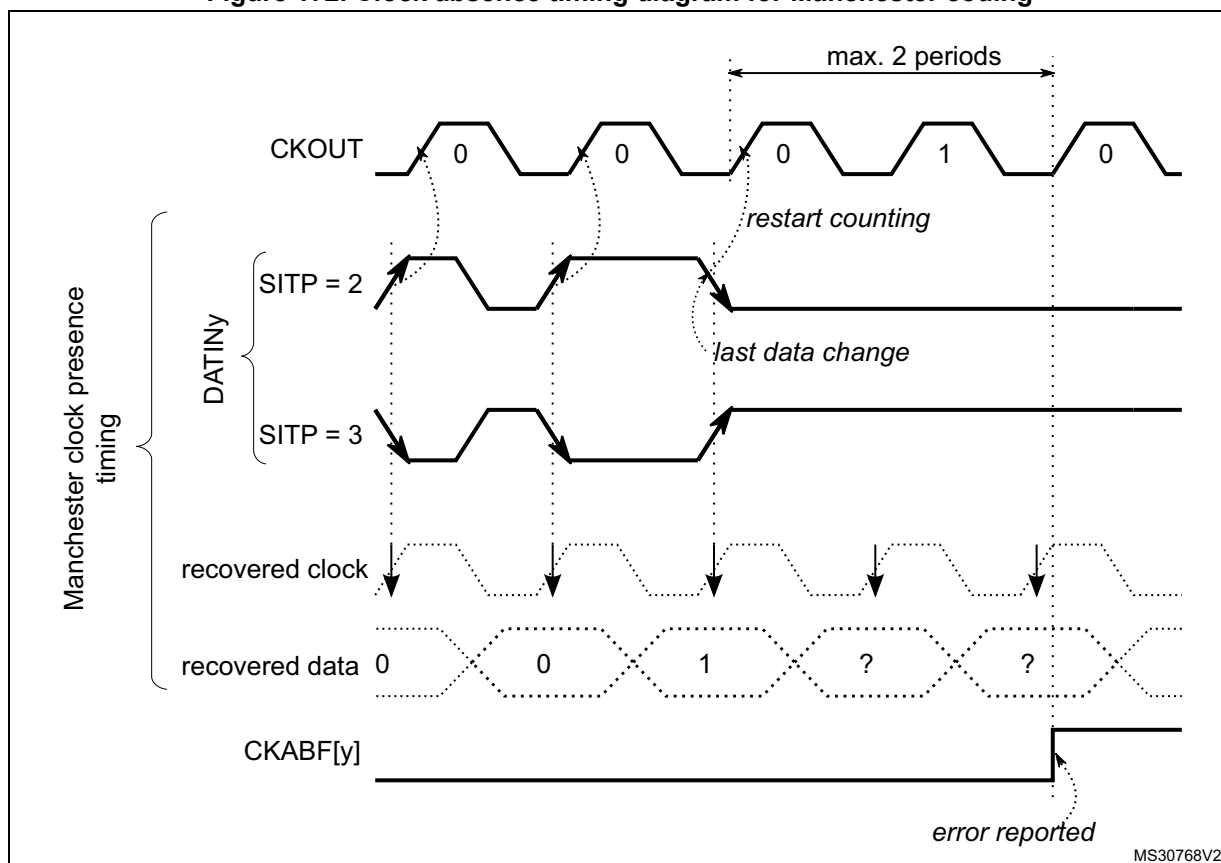 max. 2 periods
CKOUT
0
0
0
1
0
restart counting
SITP = 2
DATINy
last data change
SITP = 3
Manchester clock presence
timing
recovered clock
recovered data
0
0
1
?
?
CKABF[y]
error reported
MS30768V2